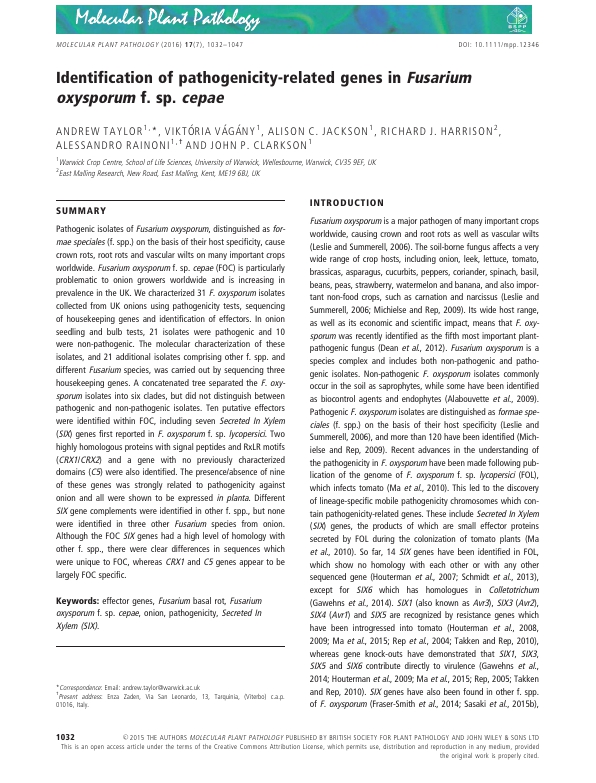 Molecular Plant Pathology
BSPP
MOLECULAR PLANT PATHOLOGY (2016) 17(7), 1032–1047
DOI: 10.1111/mpp.12346
Identification of pathogenicity-related genes in Fusarium
oxysporum f. sp. cepae
ANDREW TAYLOR1,*, VIKTÓRIA VÁGÁNY1, ALISON C. JACKSON1, RICHARD J. HARRISON2,
ALESSANDRO RAINONI1,† AND JOHN P. CLARKSON1
1Warwick Crop Centre, School of Life Sciences, University of Warwick, Wellesbourne, Warwick, CV35 9EF, UK
2East Malling Research, New Road, East Malling, Kent, ME19 6BJ, UK
SUMMARY
Pathogenic isolates of Fusarium oxysporum, distinguished as for-
mae speciales (f. spp.) on the basis of their host specificity, cause
crown rots, root rots and vascular wilts on many important crops
worldwide. Fusarium oxysporum f. sp. cepae (FOC) is particularly
problematic to onion growers worldwide and is increasing in
prevalence in the UK. We characterized 31 F. oxysporum isolates
collected from UK onions using pathogenicity tests, sequencing
of housekeeping genes and identification of effectors. In onion
seedling and bulb tests, 21 isolates were pathogenic and 10
were non-pathogenic. The molecular characterization of these
isolates, and 21 additional isolates comprising other f. spp. and
different Fusarium species, was carried out by sequencing three
housekeeping genes. A concatenated tree separated the F. oxy-
sporum isolates into six clades, but did not distinguish between
pathogenic and non-pathogenic isolates. Ten putative effectors
were identified within FOC, including seven Secreted In Xylem
(SIX) genes first reported in F. oxysporum f. sp. lycopersici. Two
highly homologous proteins with signal peptides and RxLR motifs
(CRX1/CRX2) and a gene with no previously characterized
domains (C5) were also identified. The presence/absence of nine
of these genes was strongly related to pathogenicity against
onion and all were shown to be expressed in planta. Different
SIX gene complements were identified in other f. spp., but none
were identified in three other Fusarium species from onion.
Although the FOC SIX genes had a high level of homology with
other f. spp., there were clear differences in sequences which
were unique to FOC, whereas CRX1 and C5 genes appear to be
largely FOC specific.
Keywords: effector genes, Fusarium basal rot, Fusarium
oxysporum f. sp. cepae, onion, pathogenicity, Secreted In
Xylem (SIX).
*Correspondence: Email: andrew.taylor@warwick.ac.uk
†Present address: Enza Zaden, Via San Leonardo, 13, Tarquinia, (Viterbo) c.a.p.
01016, Italy.
INTRODUCTION
Fusarium oxysporum is a major pathogen of many important crops
worldwide, causing crown and root rots as well as vascular wilts
(Leslie and Summerell, 2006). The soil-borne fungus affects a very
wide range of crop hosts, including onion, leek, lettuce, tomato,
brassicas, asparagus, cucurbits, peppers, coriander, spinach, basil,
beans, peas, strawberry, watermelon and banana, and also impor-
tant non-food crops, such as carnation and narcissus (Leslie and
Summerell, 2006; Michielse and Rep, 2009). Its wide host range,
as well as its economic and scientific impact, means that F. oxy-
sporum was recently identified as the fifth most important plant-
pathogenic fungus (Dean et al., 2012). Fusarium oxysporum is a
species complex and includes both non-pathogenic and patho-
genic isolates. Non-pathogenic F. oxysporum isolates commonly
occur in the soil as saprophytes, while some have been identified
as biocontrol agents and endophytes (Alabouvette et al., 2009).
Pathogenic F. oxysporum isolates are distinguished as formae spe-
ciales (f. spp.) on the basis of their host specificity (Leslie and
Summerell, 2006), and more than 120 have been identified (Mich-
ielse and Rep, 2009). Recent advances in the understanding of
the pathogenicity in F. oxysporum have been made following pub-
lication of the genome of F. oxysporum f. sp. lycopersici (FOL),
which infects tomato (Ma et al., 2010). This led to the discovery
of lineage-specific mobile pathogenicity chromosomes which con-
tain pathogenicity-related genes. These include Secreted In Xylem
(SIX) genes, the products of which are small effector proteins
secreted by FOL during the colonization of tomato plants (Ma
et al., 2010). So far, 14 SIX genes have been identified in FOL,
which show no homology with each other or with any other
sequenced gene (Houterman et al., 2007; Schmidt et al., 2013),
except for SIX6 which has homologues in Colletotrichum
(Gawehns et al., 2014). SIX1 (also known as Avr3), SIX3 (Avr2),
SIX4 (Avr1) and SIX5 are recognized by resistance genes which
have been introgressed into tomato (Houterman et al., 2008,
2009; Ma et al., 2015; Rep et al., 2004; Takken and Rep, 2010),
whereas gene knock-outs have demonstrated that SIX1, SIX3,
SIX5 and SIX6 contribute directly to virulence (Gawehns et al.,
2014; Houterman et al., 2009; Ma et al., 2015; Rep, 2005; Takken
and Rep, 2010). SIX genes have also been found in other f. spp.
of F. oxysporum (Fraser-Smith et al., 2014; Sasaki et al., 2015b),
1032
© 2015 THE AUTHORS MOLECULAR PLANT PATHOLOGY PUBLISHED BY BRITISH SOCIETY FOR PLANT PATHOLOGY AND JOHN WILEY & SONS LTD
This is an open access article under the terms of the Creative Commons Attribution License, which permits use, distribution and reproduction in any medium, provided
the original work is properly cited.